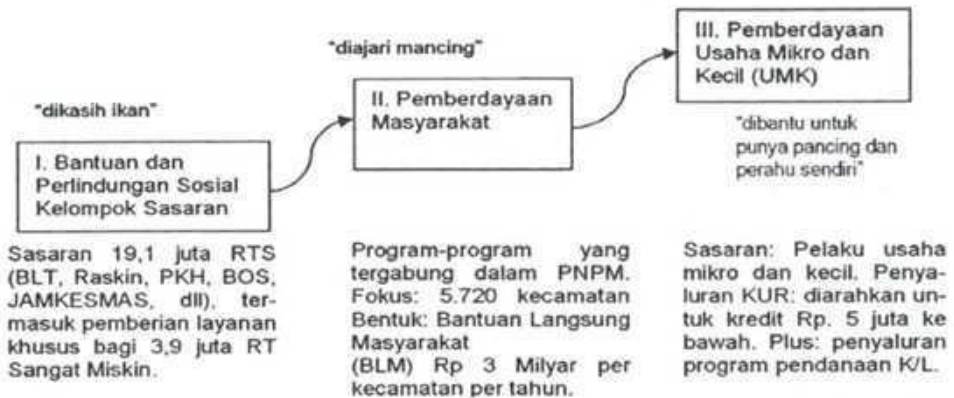 "dikasih ikan"
I. Bantuan dan
Perlindungan Sosial
Kelompok Sasaran
Sasaran 19,1 juta RTS
(BLT, Raskin, PKH, BOS,
JAMKESMAS, dll), ter-
masuk pemberian layanan
khusus bagi 3,9 juta RT
Sangat Miskin.
"diajari mancing"
II. Pemberdayaan
Masyarakat
Program-program yang
tergabung dalam PNPM.
Fokus: 5.720 kecamatan
Bentuk: Bantuan Langsung
Masyarakat
(BLM) Rp 3 Milyar per
kecamatan per tahun.
III. Pemberdayaan
Usaha Mikro dan
Kecil (UMK)
"dibantu untuk
punya pancing dan
perahu sendiri"
Sasaran: Pelaku usaha
mikro dan kecil. Penya-
luran KUR: diarahkan un-
tuk kredit Rp. 5 juta ke
bawah. Plus: penyaluran
program pendanaan K/L.